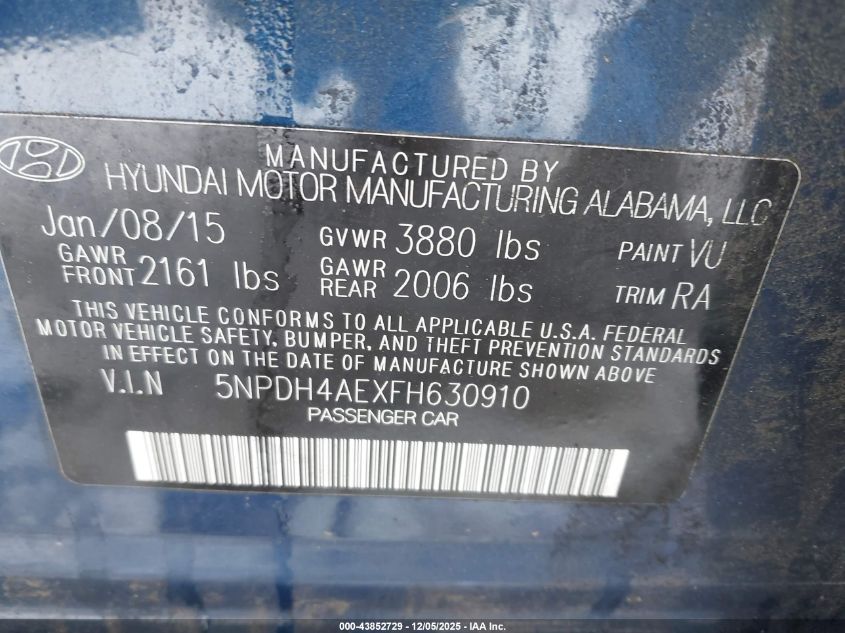 MANUFACTURED BY
HYUNDAI MOTOR MANUFACTURING ALABAMA, LLC
Jan/08/15 GVWR 3880 lbs PAINT VU
GAWR FRONT 2161 lbs GAWR REAR 2006 lbs TRIM RA
THIS VEHICLE CONFORMS TO ALL APPLICABLE U.S.A. FEDERAL
MOTOR VEHICLE SAFETY, BUMPER, AND THEFT PREVENTION STANDARDS
IN EFFECT ON THE DATE OF MANUFACTURE SHOWN ABOVE
V.I.N 5NPDH4AEXFH630910
PASSENGER CAR
000-43852729 - 12/05/2025 - IAA Inc.